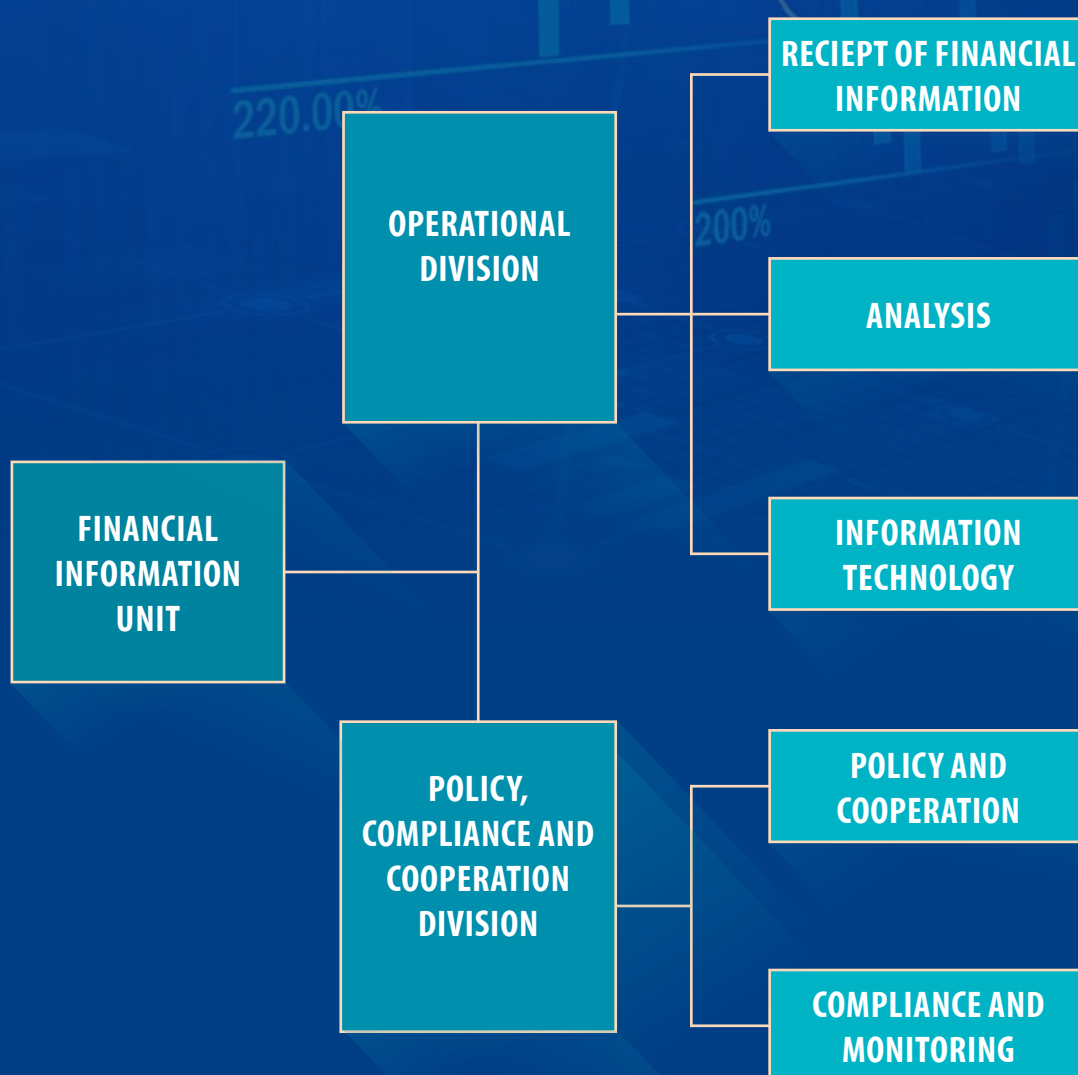 RECIEPT OF FINANCIAL
INFORMATION
220.00%
OPERATIONAL
DIVISION
200%
ANALYSIS
FINANCIAL
INFORMATION
UNIT
INFORMATION
TECHNOLOGY
POLICY,
COMPLIANCE AND
COOPERATION
DIVISION
POLICY AND
COOPERATION
COMPLIANCE AND
MONITORING